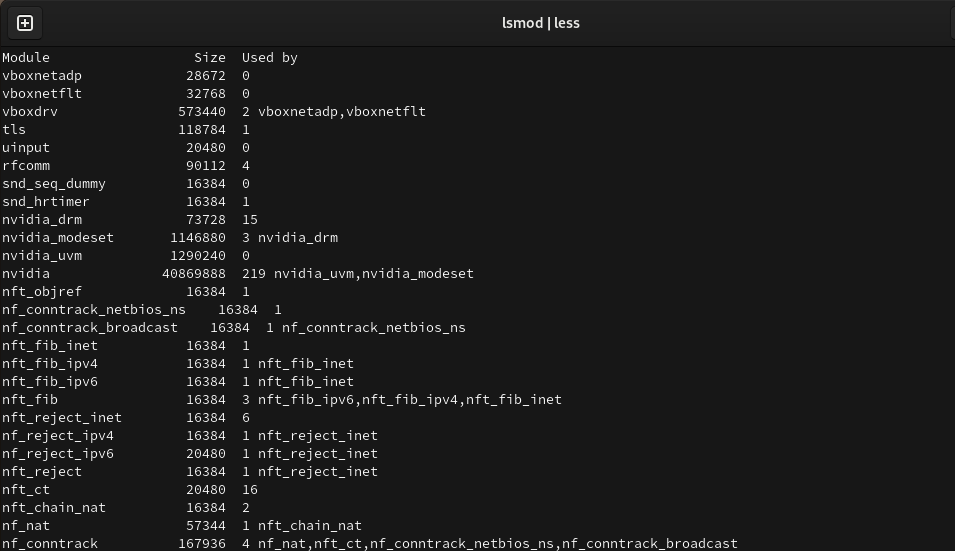 lsmod | less
Module                  Size  Used by
vboxnetadp             28672  0
vboxnetflt             32768  0
vboxdrv               573440  2 vboxnetadp,vboxnetflt
tls                   118784  1
uinput                 20480  0
rfcomm                 90112  4
snd_seq_dummy          16384  0
snd_hrtimer            16384  1
nvidia_drm             73728  15
nvidia_modeset       1146880  3 nvidia_drm
nvidia_uvm           1290240  0
nvidia              40869888  219 nvidia_uvm,nvidia_modeset
nft_objref             16384  1
nf_conntrack_netbios_ns    16384  1
nf_conntrack_broadcast    16384  1 nf_conntrack_netbios_ns
nft_fib_inet           16384  1
nft_fib_ipv4           16384  1 nft_fib_inet
nft_fib_ipv6           16384  1 nft_fib_inet
nft_fib                16384  3 nft_fib_ipv6,nft_fib_ipv4,nft_fib_inet
nft_reject_inet        16384  6
nf_reject_ipv4         16384  1 nft_reject_inet
nf_reject_ipv6         20480  1 nft_reject_inet
nft_reject             16384  1 nft_reject_inet
nft_ct                 20480  16
nft_chain_nat          16384  2
nf_nat                 57344  1 nft_chain_nat
nf_conntrack          167936  4 nf_nat,nft_ct,nf_conntrack_netbios_ns,nf_conntrack_broadcast